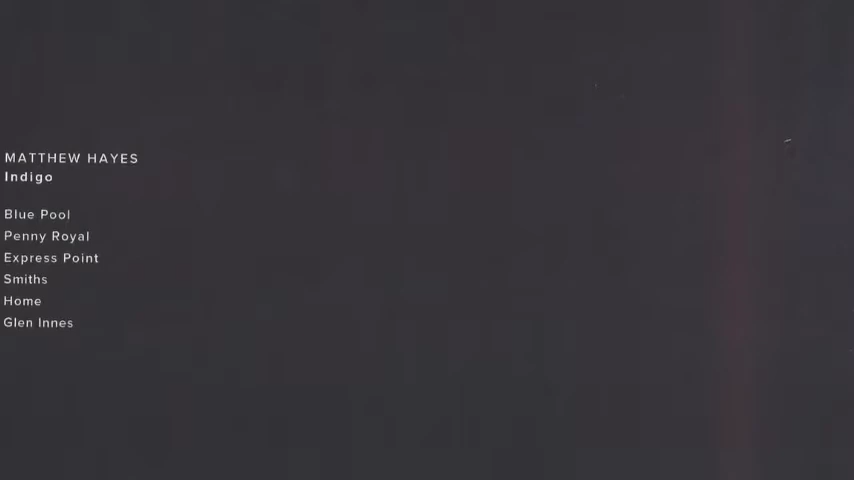 MATTHEW HAYES
Indigo
Blue Pool
Penny Royal
Express Point
Smiths
Home
Glen Innes